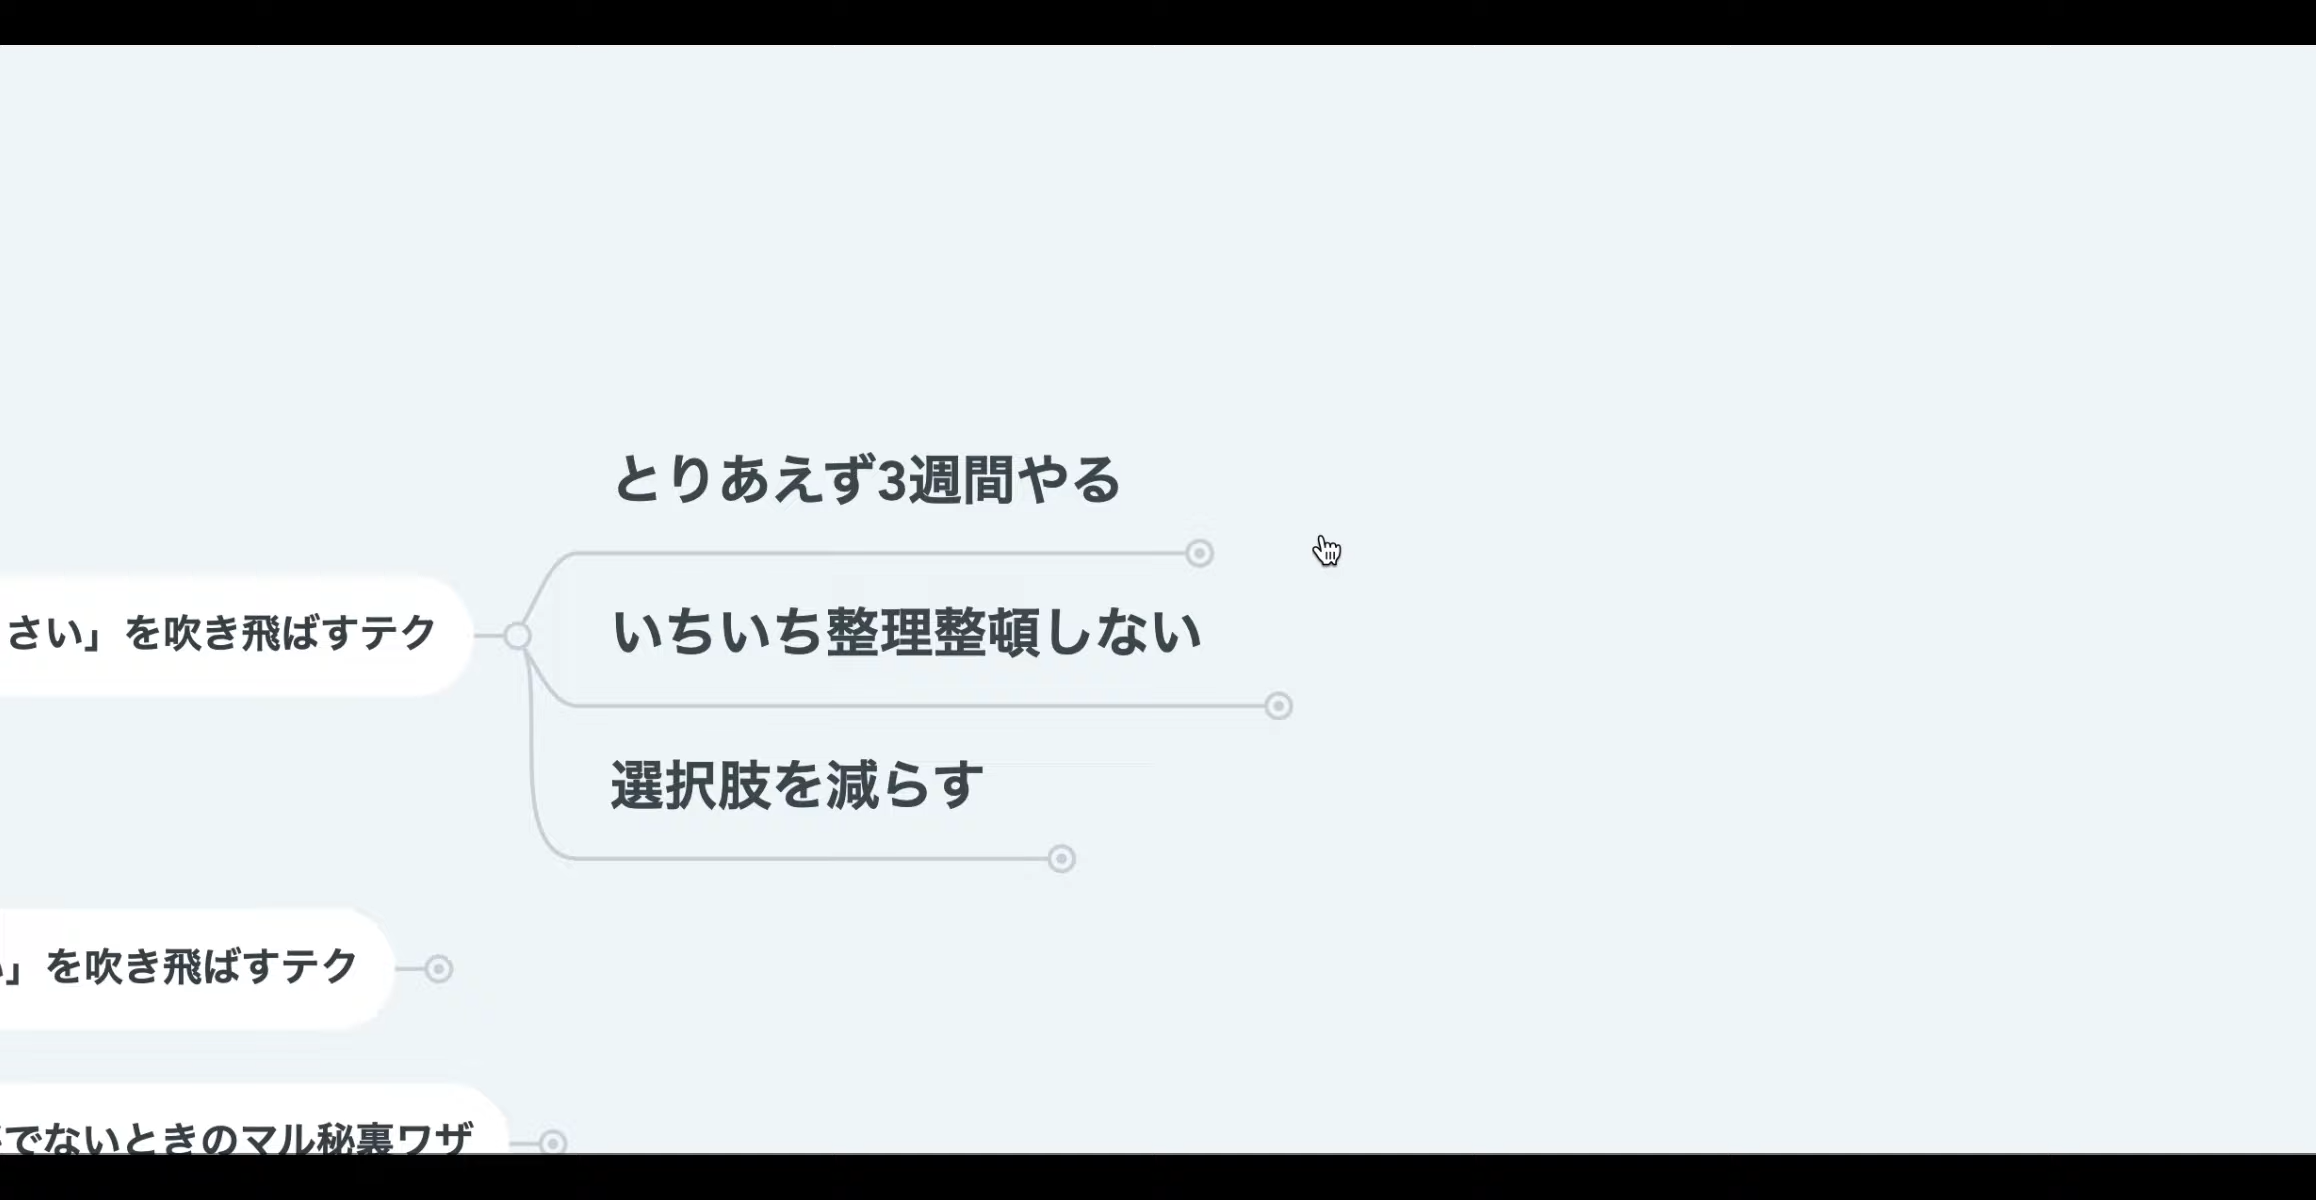 とりあえず3週間やる
さい」を吹き飛ばすテク
いちいち整理整頓しない
選択肢を減らす
」を吹き飛ばすテク
でないときのマル秘裏ワザ